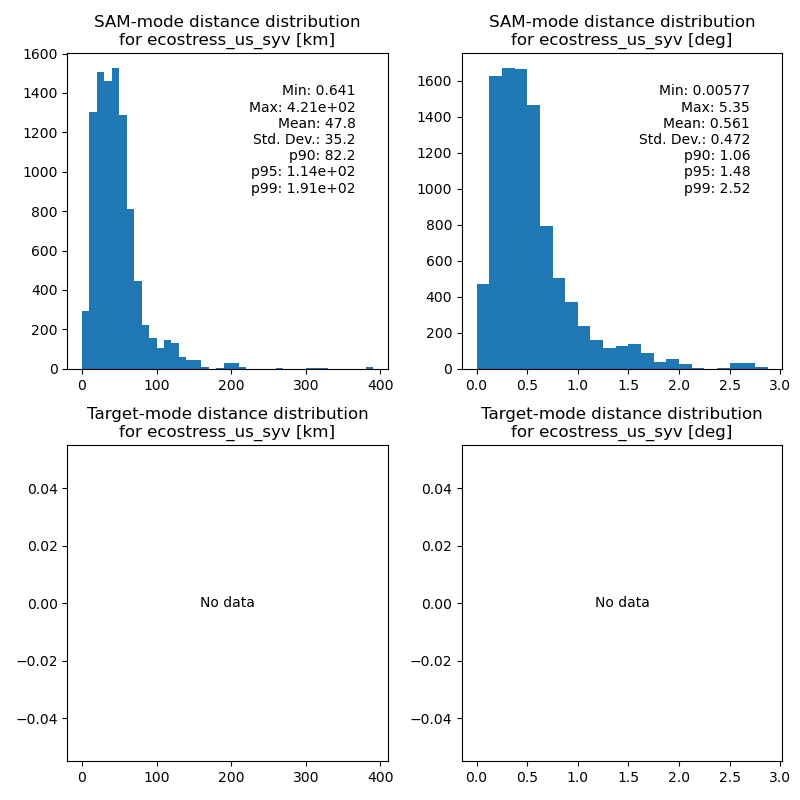 SAM-mode distance distribution
for ecostress_us_syv [km]
1600
1400
1200
1000
800
600
400
200
0
Min: 0.641
Max: 4.21e+02
Mean: 47.8
Std. Dev.: 35.2
p90: 82.2
p95: 1.14e+02
p99: 1.91e+02
0 100 200 300 400
SAM-mode distance distribution
for ecostress_us_syv [deg]
1600
1400
1200
1000
800
600
400
200
0
Min: 0.00577
Max: 5.35
Mean: 0.561
Std. Dev.: 0.472
p90: 1.06
p95: 1.48
p99: 2.52
0.0 0.5 1.0 1.5 2.0 2.5 3.0
Target-mode distance distribution
for ecostress_us_syv [km]
0.04
0.02
0.00
−0.02
−0.04
No data
0 100 200 300 400
Target-mode distance distribution
for ecostress_us_syv [deg]
0.04
0.02
0.00
−0.02
−0.04
No data
0.0 0.5 1.0 1.5 2.0 2.5 3.0